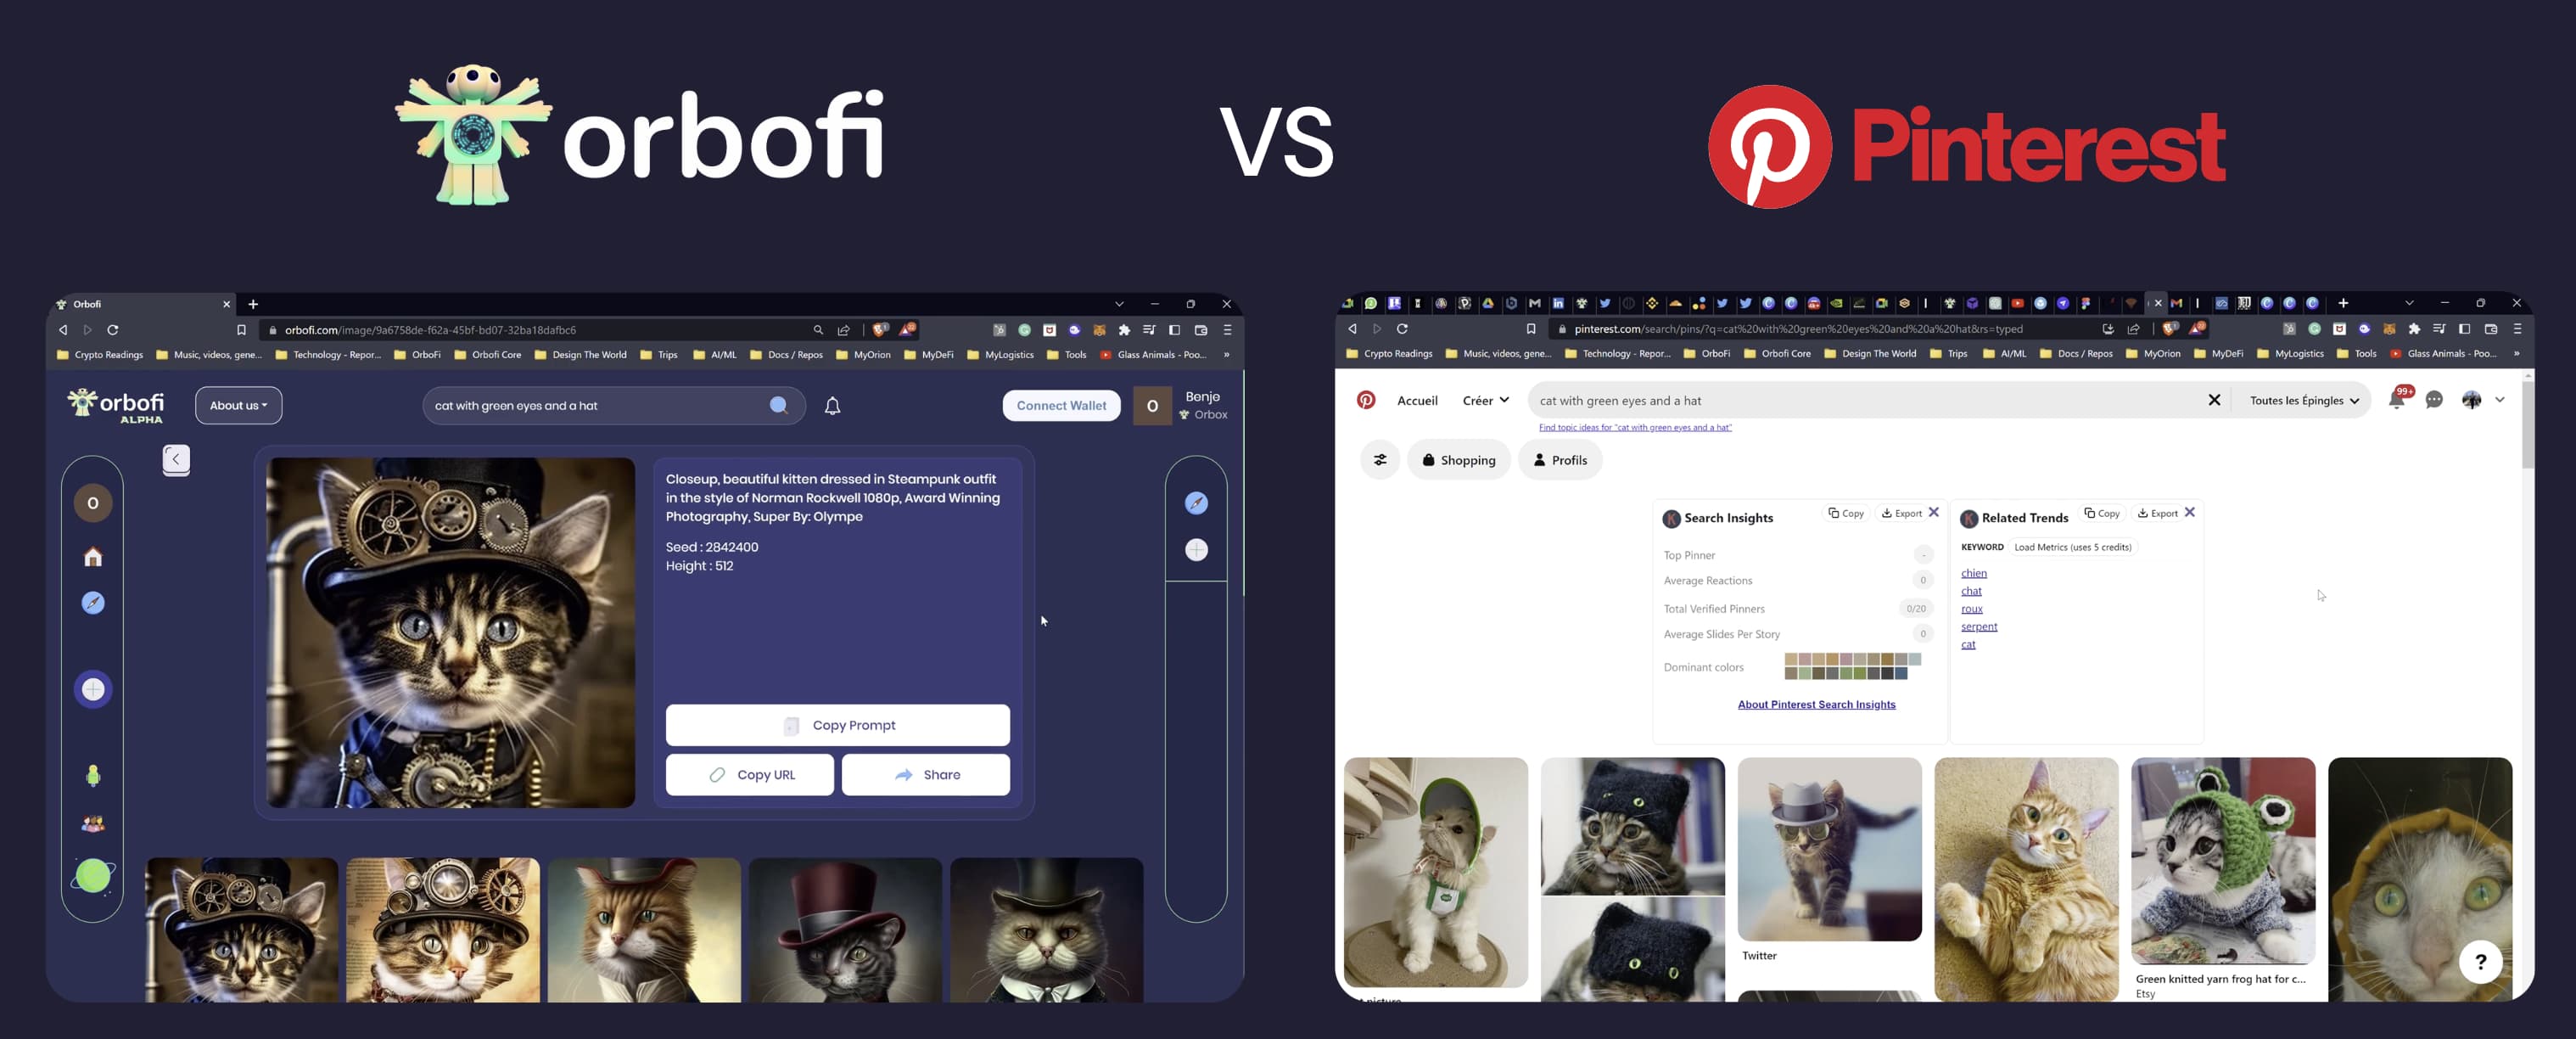 orbofi
VS
Pinterest
Orbofi
orbofi.com/image/9a6758de-f62a-45bf-bd07-32ba18dafbc6
Crypto Readings
Music, videos, gene...
Technology - Repor...
OrboFi
Orbofi Core
Design The World
Trips
AI/ML
Docs / Repos
MyOrion
MyDeFi
MyLogistics
Tools
Glass Animals - Poo...
»
orbofi
ALPHA
About us
cat with green eyes and a hat
Connect Wallet
O
Benje
Orbox
O
Closeup, beautiful kitten dressed in Steampunk outfit
in the style of Norman Rockwell 1080p, Award Winning
Photography, Super By: Olympe
Seed : 2842400
Height : 512
Copy Prompt
Copy URL
Share
pinterest.com/search/pins/?q=cat%20with%20green%20eyes%20and%20a%20hat&rs=typed
Crypto Readings
Music, videos, gene...
Technology - Repor...
OrboFi
Orbofi Core
Design The World
Trips
AI/ML
Docs / Repos
MyOrion
MyDeFi
MyLogistics
Tools
Glass Animals - Poo...
»
Accueil
Créer
cat with green eyes and a hat
Toutes les Épingles
99+
Find topic ideas for "cat with green eyes and a hat"
Shopping
Profils
Search Insights
Copy
Export
Top Pinner
-
Average Reactions
0
Total Verified Pinners
0/20
Average Slides Per Story
0
Dominant colors
About Pinterest Search Insights
Related Trends
Copy
Export
KEYWORD
Load Metrics (uses 5 credits)
chien
chat
roux
serpent
cat
Twitter
Green knitted yarn frog hat for c...
Etsy
?